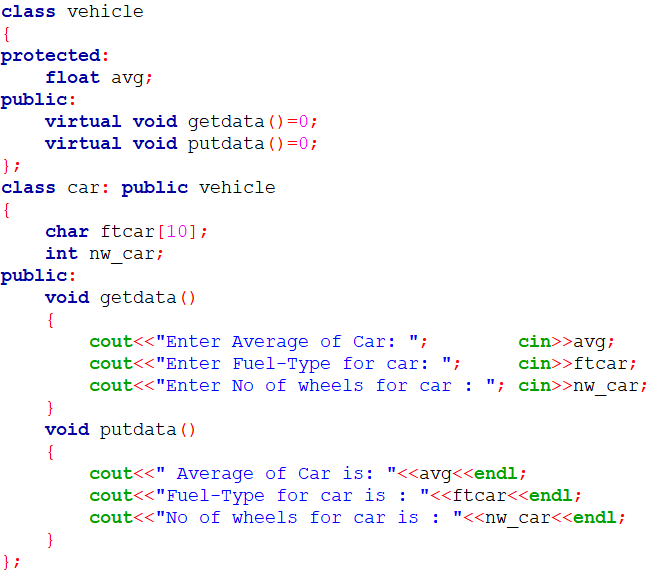 class vehicle
{
protected:
    float avg;
public:
    virtual void getdata()=0;
    virtual void putdata()=0;
};
class car: public vehicle
{
    char ftcar[10];
    int nw_car;
public:
    void getdata()
    {
        cout<<"Enter Average of Car: ";        cin>>avg;
        cout<<"Enter Fuel-Type for car: ";     cin>>ftcar;
        cout<<"Enter No of wheels for car : "; cin>>nw_car;
    }
    void putdata()
    {
        cout<<" Average of Car is: "<<avg<<endl;
        cout<<"Fuel-Type for car is : "<<ftcar<<endl;
        cout<<"No of wheels for car is : "<<nw_car<<endl;
    }
};